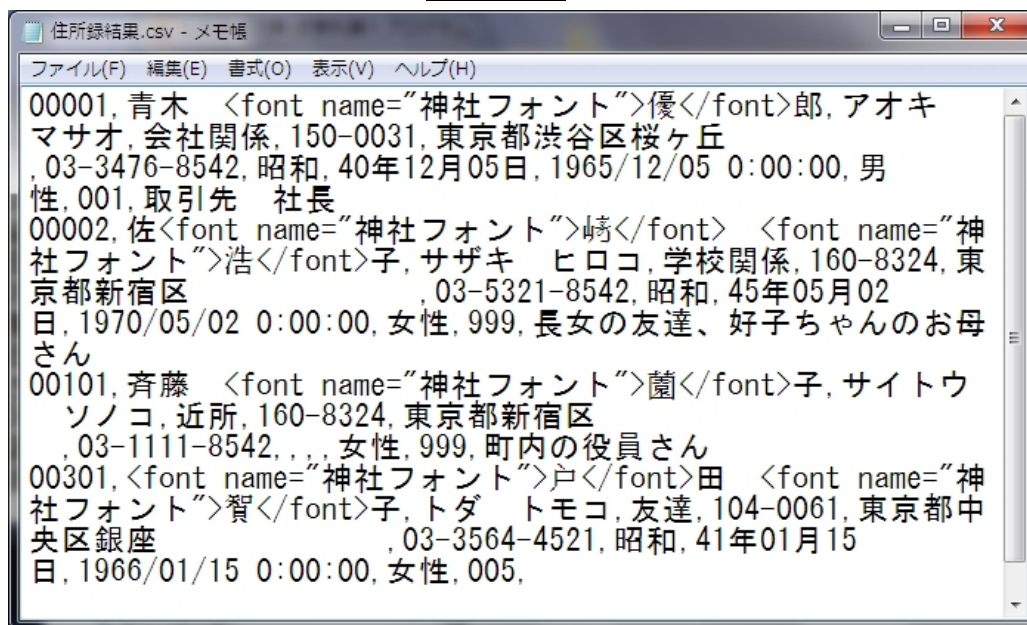 住所録結果.csv - メモ帳
ファイル(F) 編集(E) 書式(O) 表示(V) ヘルプ(H)
00001,青木　<font name="神社フォント">優</font>郎,アオキ
マサオ,会社関係,150-0031,東京都渋谷区桜ヶ丘
,03-3476-8542,昭和,40年12月05日,1965/12/05 0:00:00,男
性,001,取引先　社長
00002,佐<font name="神社フォント">﨑</font>　<font name="神
社フォント">浩</font>子,サザキ　ヒロコ,学校関係,160-8324,東
京都新宿区　　　　　　　　,03-5321-8542,昭和,45年05月02
日,1970/05/02 0:00:00,女性,999,長女の友達、好子ちゃんのお母
さん
00101,斉藤　<font name="神社フォント">薗</font>子,サイトウ
　ソノコ,近所,160-8324,東京都新宿区
　,03-1111-8542,,,,女性,999,町内の役員さん
00301,<font name="神社フォント">戸</font>田　<font name="神
社フォント">賀</font>子,トダ　トモコ,友達,104-0061,東京都中
央区銀座　　　　　　　　,03-3564-4521,昭和,41年01月15
日,1966/01/15 0:00:00,女性,005,